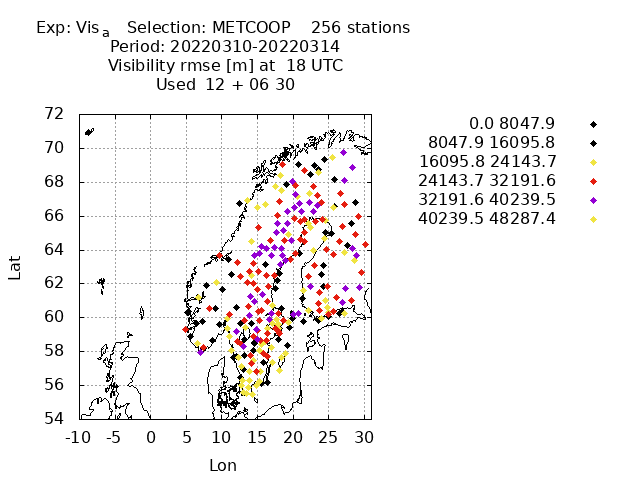 Exp: Vis a   Selection: METCOOP    256 stations
Period: 20220310-20220314
Visibility rmse [m] at  18 UTC
Used  12 + 06 30
72
70
68
66
64
62
60
58
56
54
-10 -5 0 5 10 15 20 25 30
Lat
Lon
0.0 8047.9
8047.9 16095.8
16095.8 24143.7
24143.7 32191.6
32191.6 40239.5
40239.5 48287.4